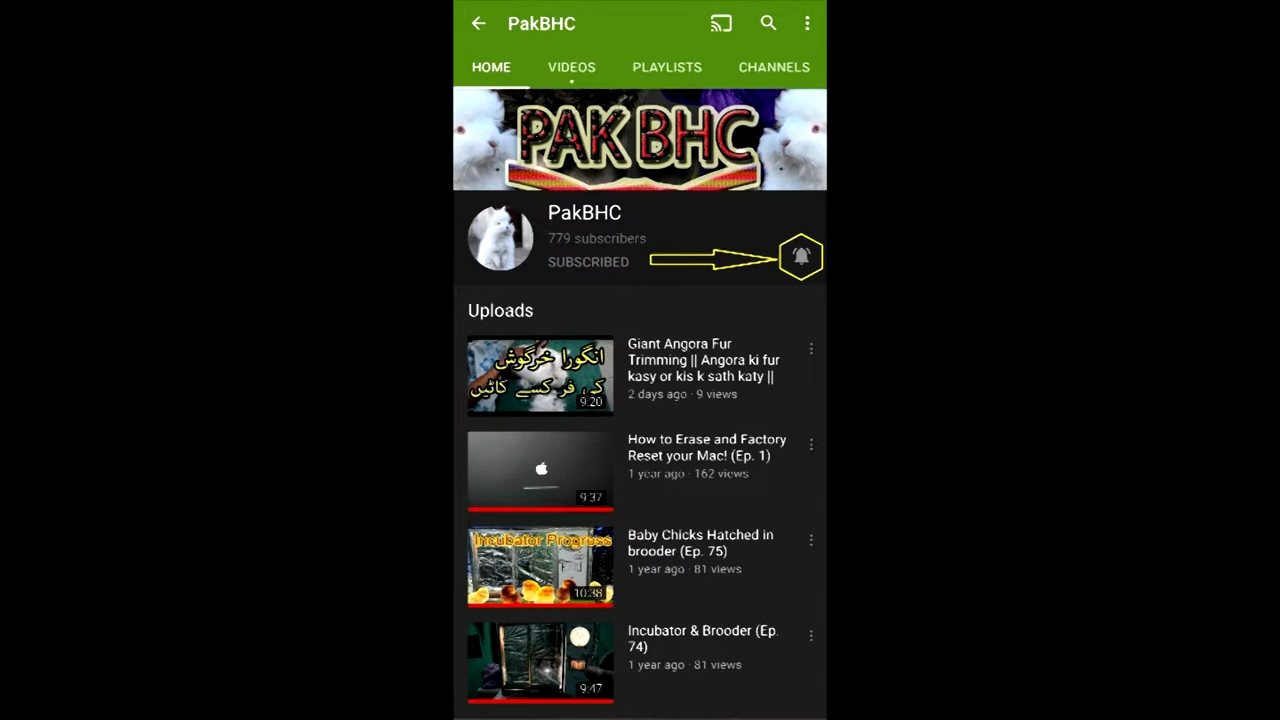 PakBHC
HOME VIDEOS PLAYLISTS CHANNELS
PAK BHC
PakBHC
779 subscribers
SUBSCRIBED
Uploads
انگورا خرگوش
کی فر کسے کاٹیں
9:20
Giant Angora Fur
Trimming || Angora ki fur
kasy or kis k sath katy ||
2 days ago · 9 views
9:37
How to Erase and Factory
Reset your Mac! (Ep. 1)
1 year ago · 162 views
Incubator Progress
10:38
Baby Chicks Hatched in
brooder (Ep. 75)
1 year ago · 81 views
9:47
Incubator & Brooder (Ep.
74)
1 year ago · 81 views